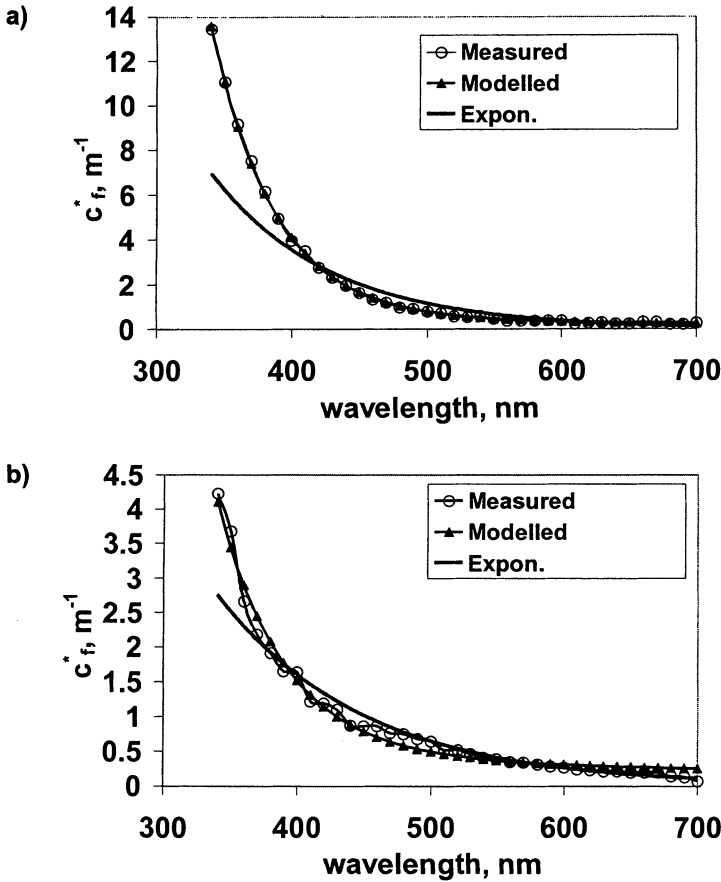 a)
14
12
10
8
6
4
2
0
c*f, m-1
Measured
Modelled
Expon.
300 400 500 600 700
wavelength, nm
b)
4.5
4
3.5
3
2.5
2
1.5
1
0.5
0
c*f, m-1
Measured
Modelled
Expon.
300 400 500 600 700
wavelength, nm